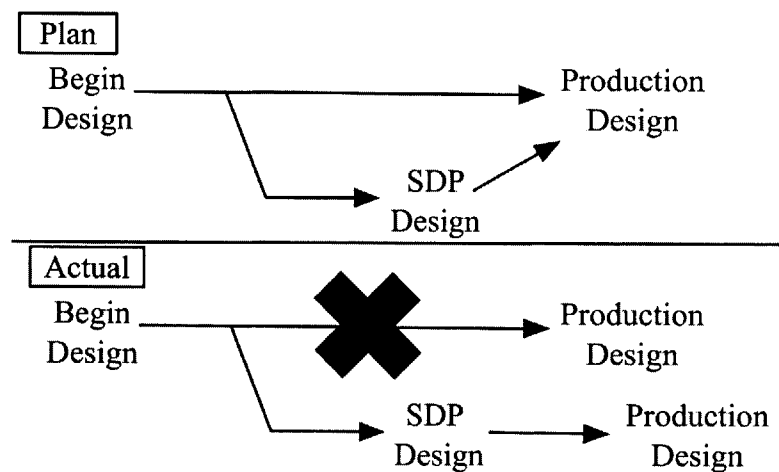 Plan
Begin
Design
Production
Design
SDP
Design
Actual
Begin
Design
Production
Design
SDP
Design
Production
Design